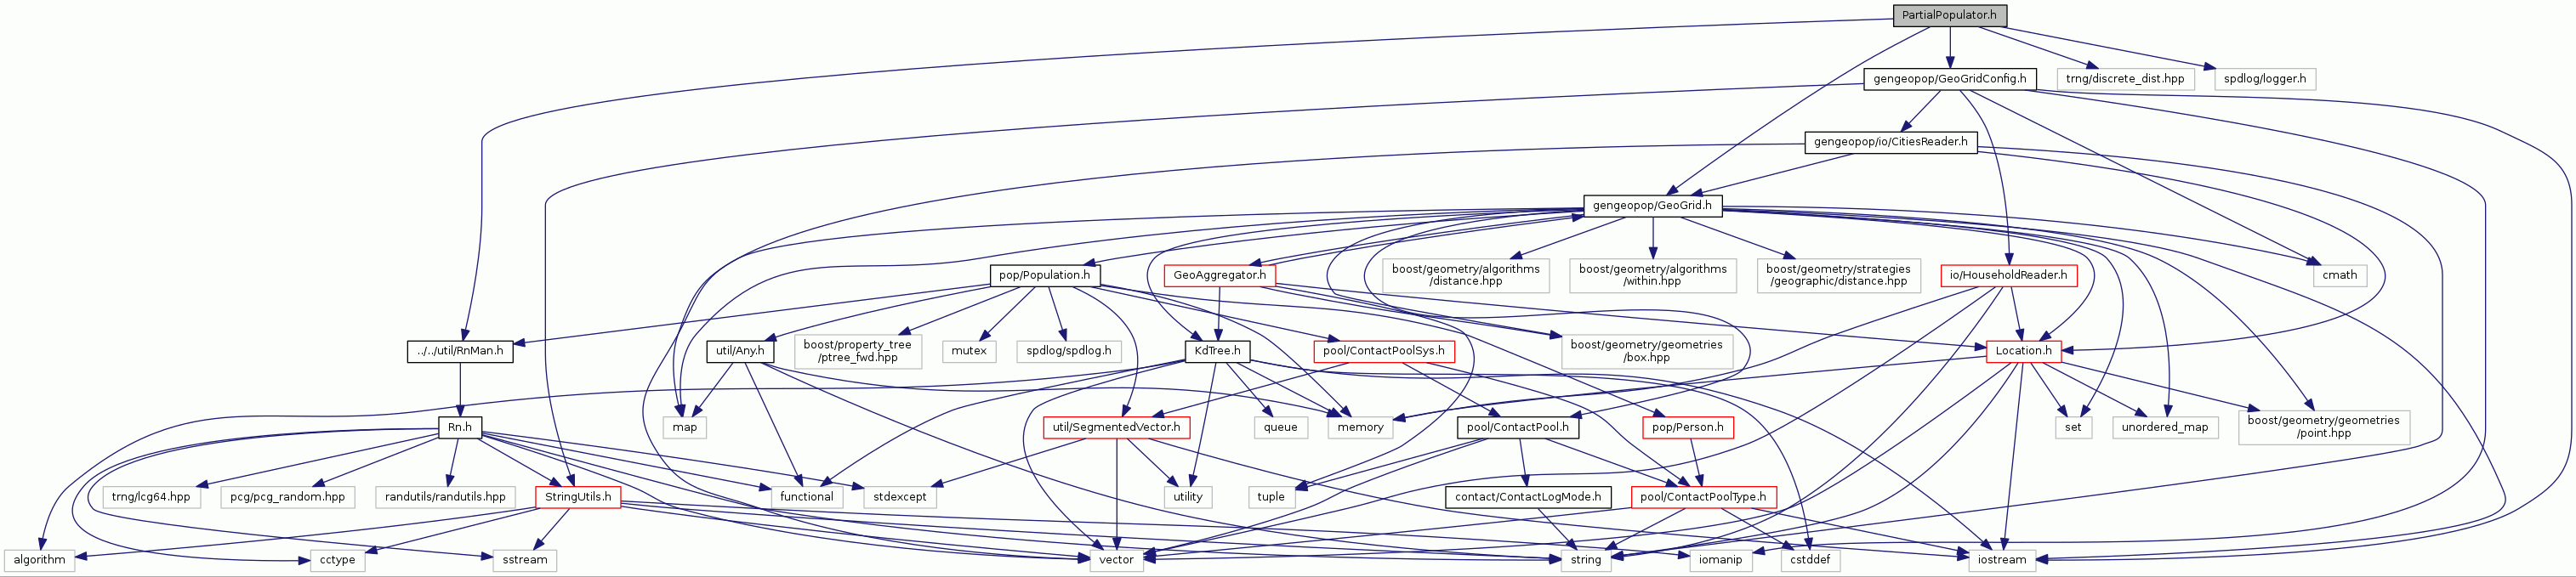 PartialPopulator.h
gengeopop/GeoGridConfig.h
trng/discrete_dist.hpp
spdlog/logger.h
gengeopop/io/CitiesReader.h
gengeopop/GeoGrid.h
pop/Population.h
GeoAggregator.h
boost/geometry/algorithms
/distance.hpp
boost/geometry/algorithms
/within.hpp
boost/geometry/strategies
/geographic/distance.hpp
io/HouseholdReader.h
cmath
../../util/RnMan.h
util/Any.h
boost/property_tree
/ptree_fwd.hpp
mutex
spdlog/spdlog.h
KdTree.h
pool/ContactPoolSys.h
boost/geometry/geometries
/box.hpp
Location.h
Rn.h
map
util/SegmentedVector.h
queue
memory
pool/ContactPool.h
pop/Person.h
set
unordered_map
boost/geometry/geometries
/point.hpp
trng/lcg64.hpp
pcg/pcg_random.hpp
randutils/randutils.hpp
StringUtils.h
functional
stdexcept
utility
tuple
contact/ContactLogMode.h
pool/ContactPoolType.h
algorithm
cctype
sstream
vector
string
iomanip
cstddef
iostream